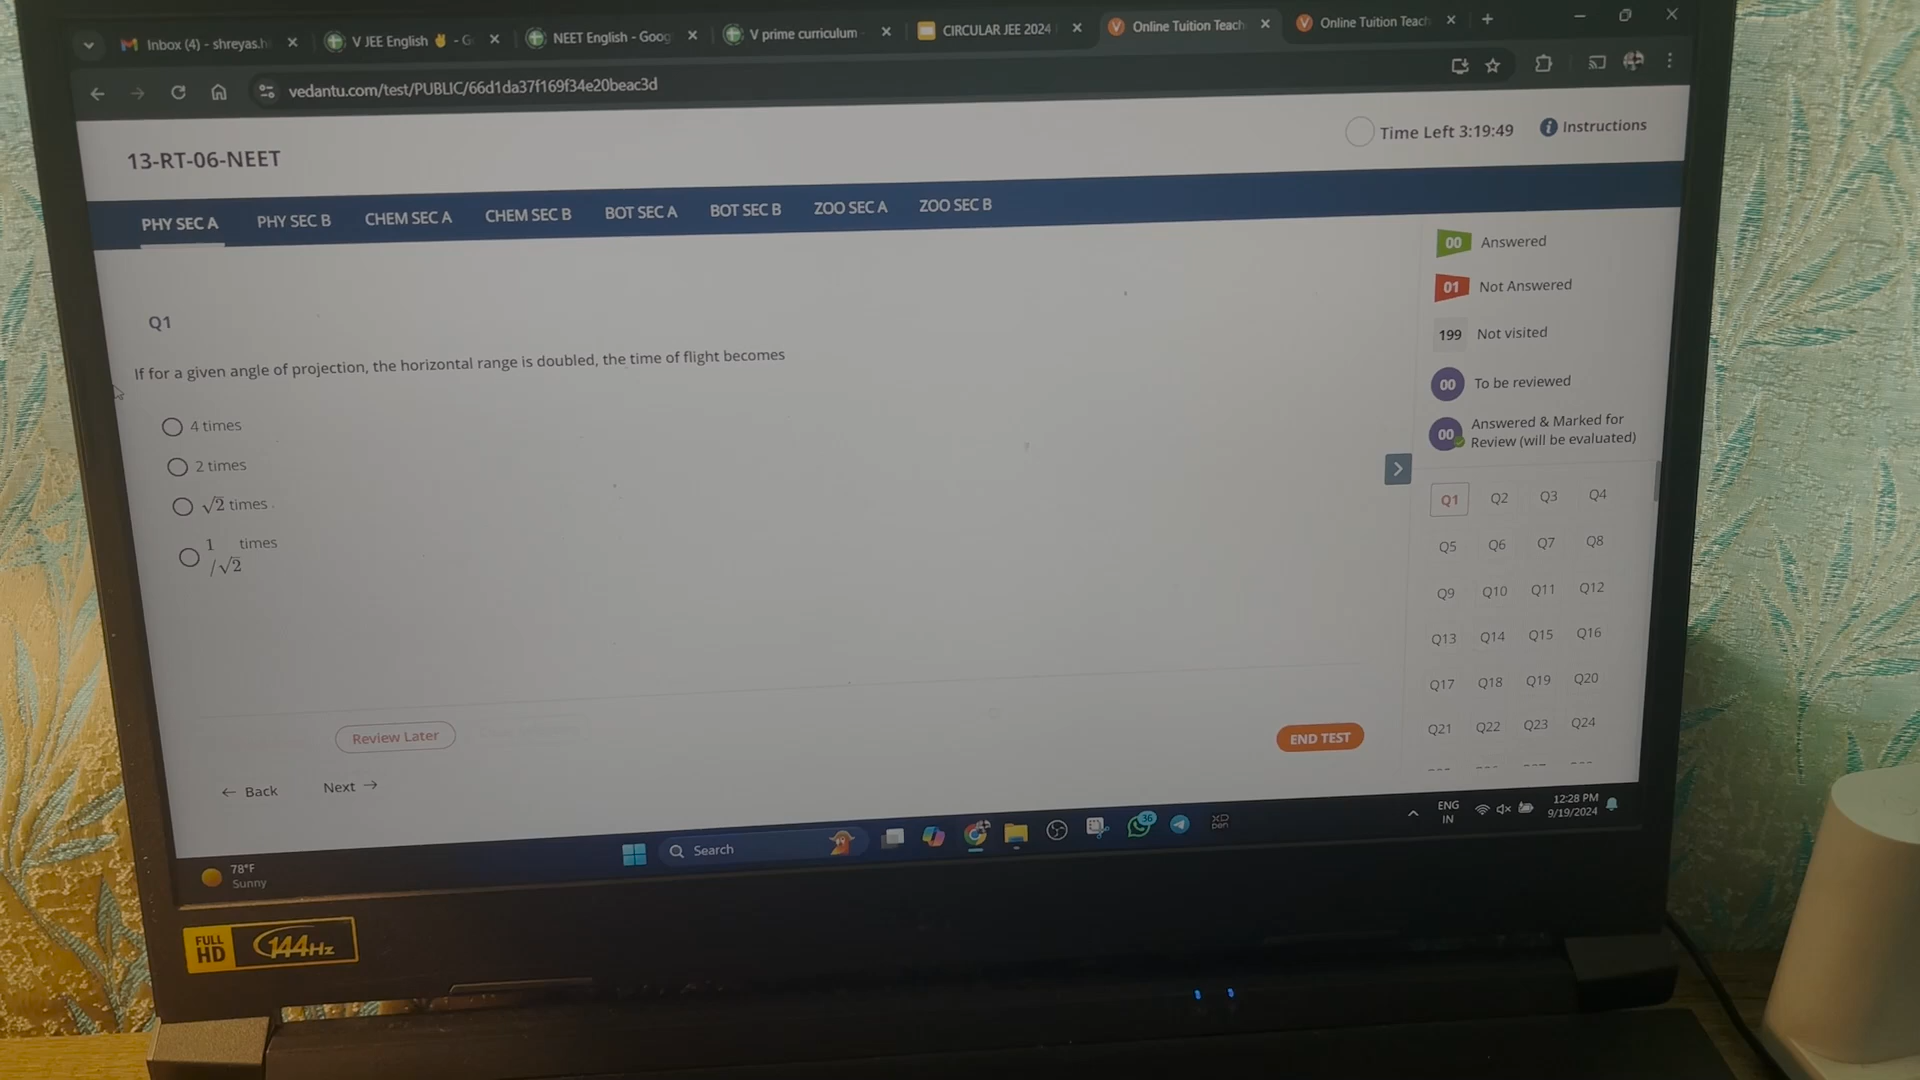 Inbox (4) - shreyas.h
V JEE English ✌ - G
NEET English - Goog
V prime curriculum
CIRCULAR JEE 2024
Online Tuition Teach
Online Tuition Teach
vedantu.com/test/PUBLIC/66d1da37f169f34e20beac3d
13-RT-06-NEET
Time Left 3:19:49
Instructions
PHY SEC A PHY SEC B CHEM SEC A CHEM SEC B BOT SEC A BOT SEC B ZOO SEC A ZOO SEC B
Q1
If for a given angle of projection, the horizontal range is doubled, the time of flight becomes
4 times
2 times
√2 times .
1 times
/√2
Review Later
END TEST
← Back Next →
00 Answered
01 Not Answered
199 Not visited
00 To be reviewed
00 Answered & Marked for
Review (will be evaluated)
Q1 Q2 Q3 Q4
Q5 Q6 Q7 Q8
Q9 Q10 Q11 Q12
Q13 Q14 Q15 Q16
Q17 Q18 Q19 Q20
Q21 Q22 Q23 Q24
78°F
Sunny
Search
36
ENG
IN
12:28 PM
9/19/2024
FULL
HD
144Hz